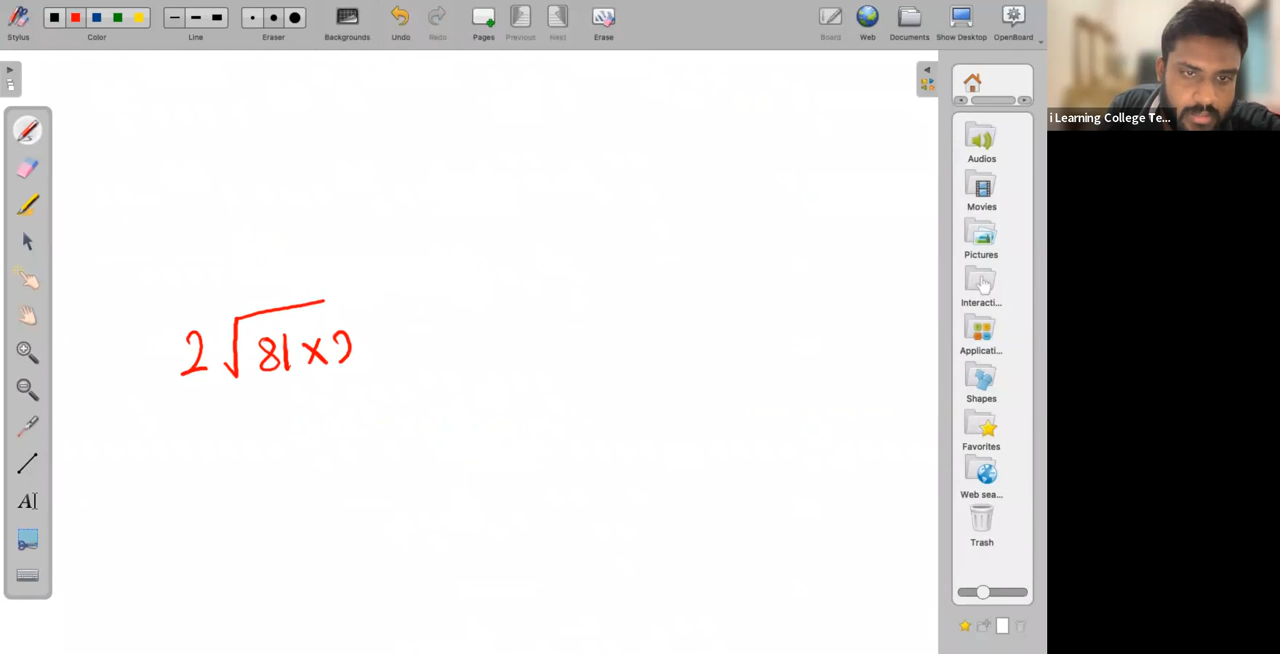 Stylus
Color
Line
Eraser
Backgrounds
Undo
Redo
Pages
Previous
Next
Erase
Board
Web
Documents
Show Desktop
OpenBoard
i Learning College Te...
Audios
Movies
Pictures
Interacti...
Applicati...
Shapes
Favorites
Web sea...
Trash
AI
2 √81 ×